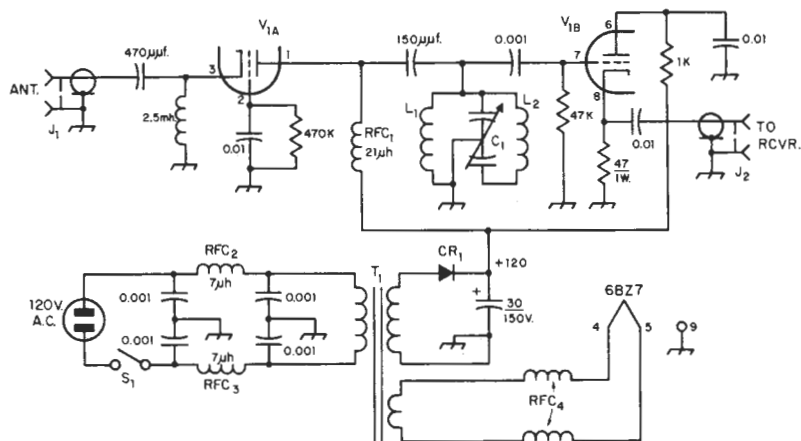 V1A
V1B
470µµf.
150µµf.
0.001
0.01
ANT.
J1
3
1
2
7
6
8
2.5mh.
0.01
470K
RFC1
21µh
L1
C1
L2
47K
1K
0.01
47
1W.
TO
RCVR.
J2
RFC2
7µh
CR1
+120
T1
0.001
0.001
120V.
A.C.
0.001
0.001
7µh
RFC3
S1
+
30
150V.
6BZ7
4
5
9
RFC4